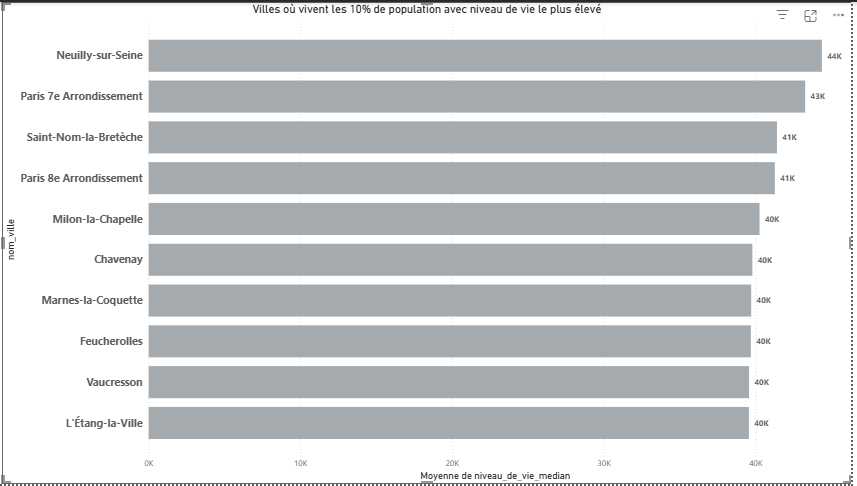 Villes où vivent les 10% de population avec niveau de vie le plus élevé
nom_ville
Neuilly-sur-Seine 44K
Paris 7e Arrondissement 43K
Saint-Nom-la-Bretèche 41K
Paris 8e Arrondissement 41K
Milon-la-Chapelle 40K
Chavenay 40K
Marnes-la-Coquette 40K
Feucherolles 40K
Vaucresson 40K
L'Étang-la-Ville 40K
0K 10K 20K 30K 40K
Moyenne de niveau_de_vie_median